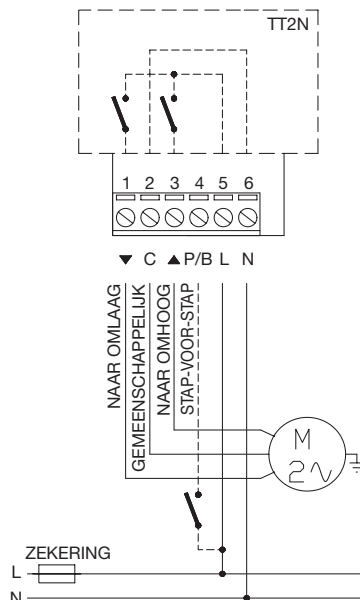 TT2N
1 2 3 4 5 6
▼ C ▲ P/B L N
NAAR OMLAAG
GEMEENSCHAPPELIJK
NAAR OMHOOG
STAP-VOOR-STAP
M
2∿
ZEKERING
L
N